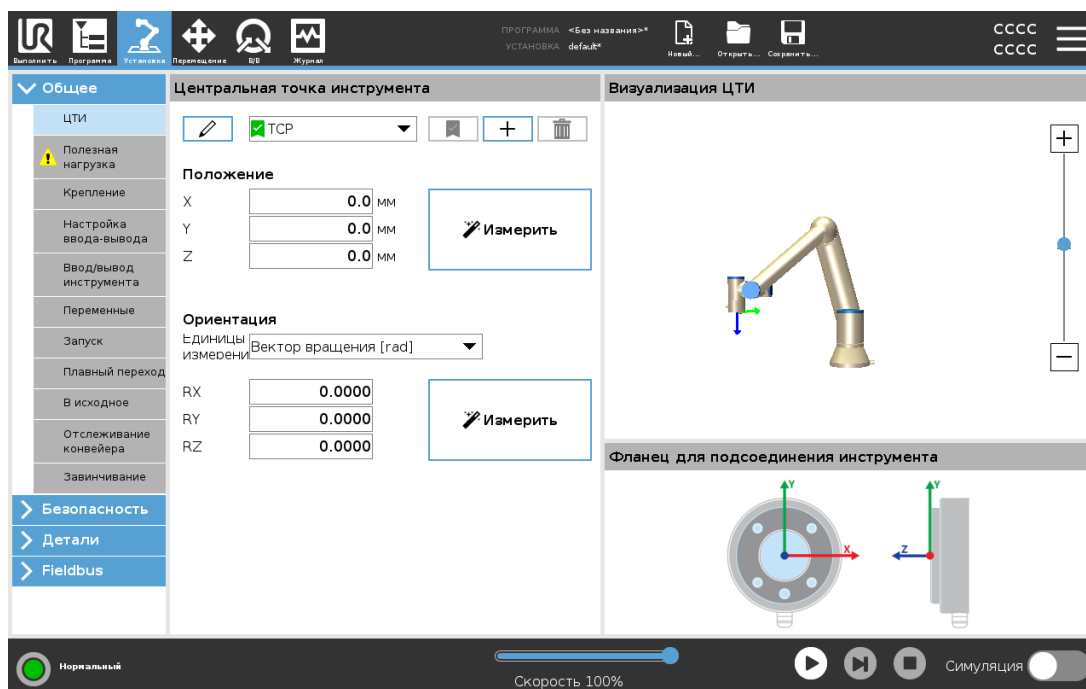 UR
Выполнить
Программа
Установка
Перемещение
В/В
Журнал
ПРОГРАММА <Без названия>*
УСТАНОВКА default*
Новый...
Открыть...
Сохранить...
CCCC
CCCC
Общее
ЦТИ
Полезная
нагрузка
Крепление
Настройка
ввода-вывода
Ввод/вывод
инструмента
Переменные
Запуск
Плавный переход
В исходное
Отслеживание
конвейера
Завинчивание
Безопасность
Детали
Fieldbus
Центральная точка инструмента
TCP
Положение
X 0.0 мм
Y 0.0 мм
Z 0.0 мм
Измерить
Ориентация
Единицы
измерени
Вектор вращения [rad]
RX 0.0000
RY 0.0000
RZ 0.0000
Измерить
Визуализация ЦТИ
Фланец для подсоединения инструмента
Y
X
Y
Z
Нормальный
Скорость 100%
Симуляция